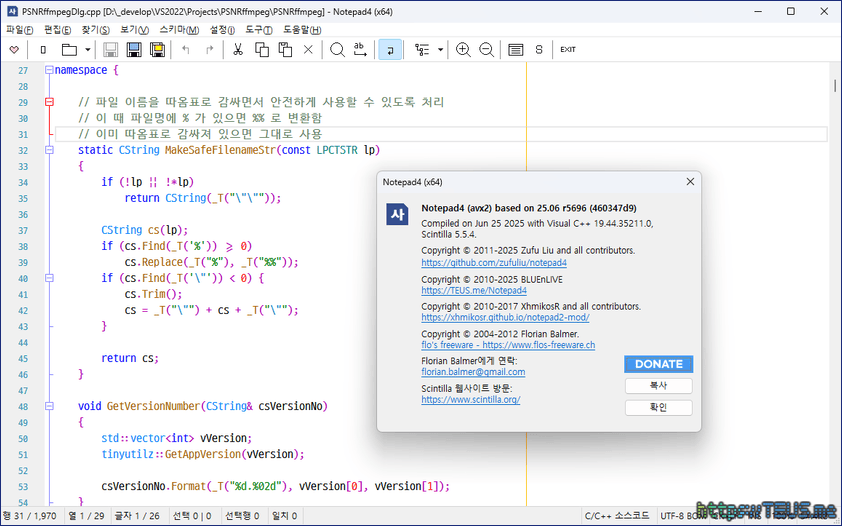 PSNRffmpegDlg.cpp [D:\_develop\VS2022\Projects\PSNRffmpeg\PSNRffmpeg] - Notepad4 (x64)
파일(F) 편집(E) 찾기(S) 보기(V) 스키마(M) 설정(I) 도구(T) 도움말(H)
EXIT
27 namespace {
28
29 // 파일 이름을 따옴표로 감싸면서 안전하게 사용할 수 있도록 처리
30 // 이 때 파일명에 % 가 있으면 %% 로 변환함
31 // 이미 따옴표로 감싸져 있으면 그대로 사용
32 static CString MakeSafeFilenameStr(const LPCTSTR lp)
33 {
34 if (!lp || !*lp)
35 return CString(_T("\"\""));
36
37 CString cs(lp);
38 if (cs.Find(_T('%')) >= 0)
39 cs.Replace(_T("%"), _T("%%"));
40 if (cs.Find(_T('\"')) < 0) {
41 cs.Trim();
42 cs = _T("\"") + cs + _T("\"");
43 }
44
45 return cs;
46 }
47
48 void GetVersionNumber(CString& csVersionNo)
49 {
50 std::vector<int> vVersion;
51 tinyutilz::GetAppVersion(vVersion);
52
53 csVersionNo.Format(_T("%d.%02d"), vVersion[0], vVersion[1]);
54 }
Notepad4 (x64)
사
Notepad4 (avx2) based on 25.06 r5696 (460347d9)
Compiled on Jun 25 2025 with Visual C++ 19.44.35211.0,
Scintilla 5.5.4.
Copyright © 2011-2025 Zufu Liu and all contributors.
https://github.com/zufuliu/notepad4
Copyright © 2010-2025 BLUEnLIVE
https://TEUS.me/Notepad4
Copyright © 2010-2017 XhmikosR and all contributors.
https://xhmikosr.github.io/notepad2-mod/
Copyright © 2004-2012 Florian Balmer.
flo's freeware - https://www.flos-freeware.ch
Florian Balmer에게 연락:
florian.balmer@gmail.com
Scintilla 웹사이트 방문:
https://www.scintilla.org/
DONATE
복사
확인
행 31 / 1,970 열 1 / 29 글자 1 / 26 선택 0 | 0 선택행 0 일치 0 C/C++ 소스코드 UTF-8
https://TEUS.me